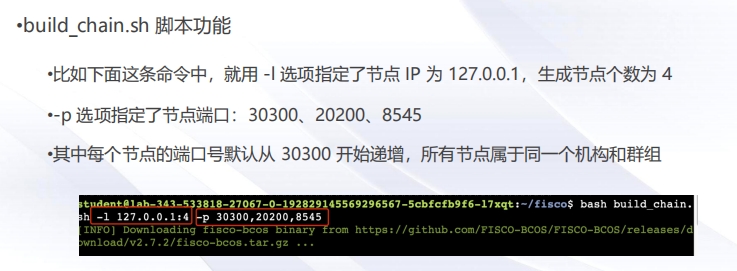 •build_chain.sh 脚本功能
•比如下面这条命令中，就用 -l 选项指定了节点 IP 为 127.0.0.1，生成节点个数为 4
•-p 选项指定了节点端口：30300、20200、8545
•其中每个节点的端口号默认从 30300 开始递增，所有节点属于同一个机构和群组
student@lab-343-533818-27067-0-192829145569296567-5cbfcfb9f6-l7xqt:~/fisco$ bash build_chain.
sh -l 127.0.0.1:4 -p 30300,20200,8545
[INFO] Downloading fisco-bcos binary from https://github.com/FISCO-BCOS/FISCO-BCOS/releases/d
ownload/v2.7.2/fisco-bcos.tar.gz ...